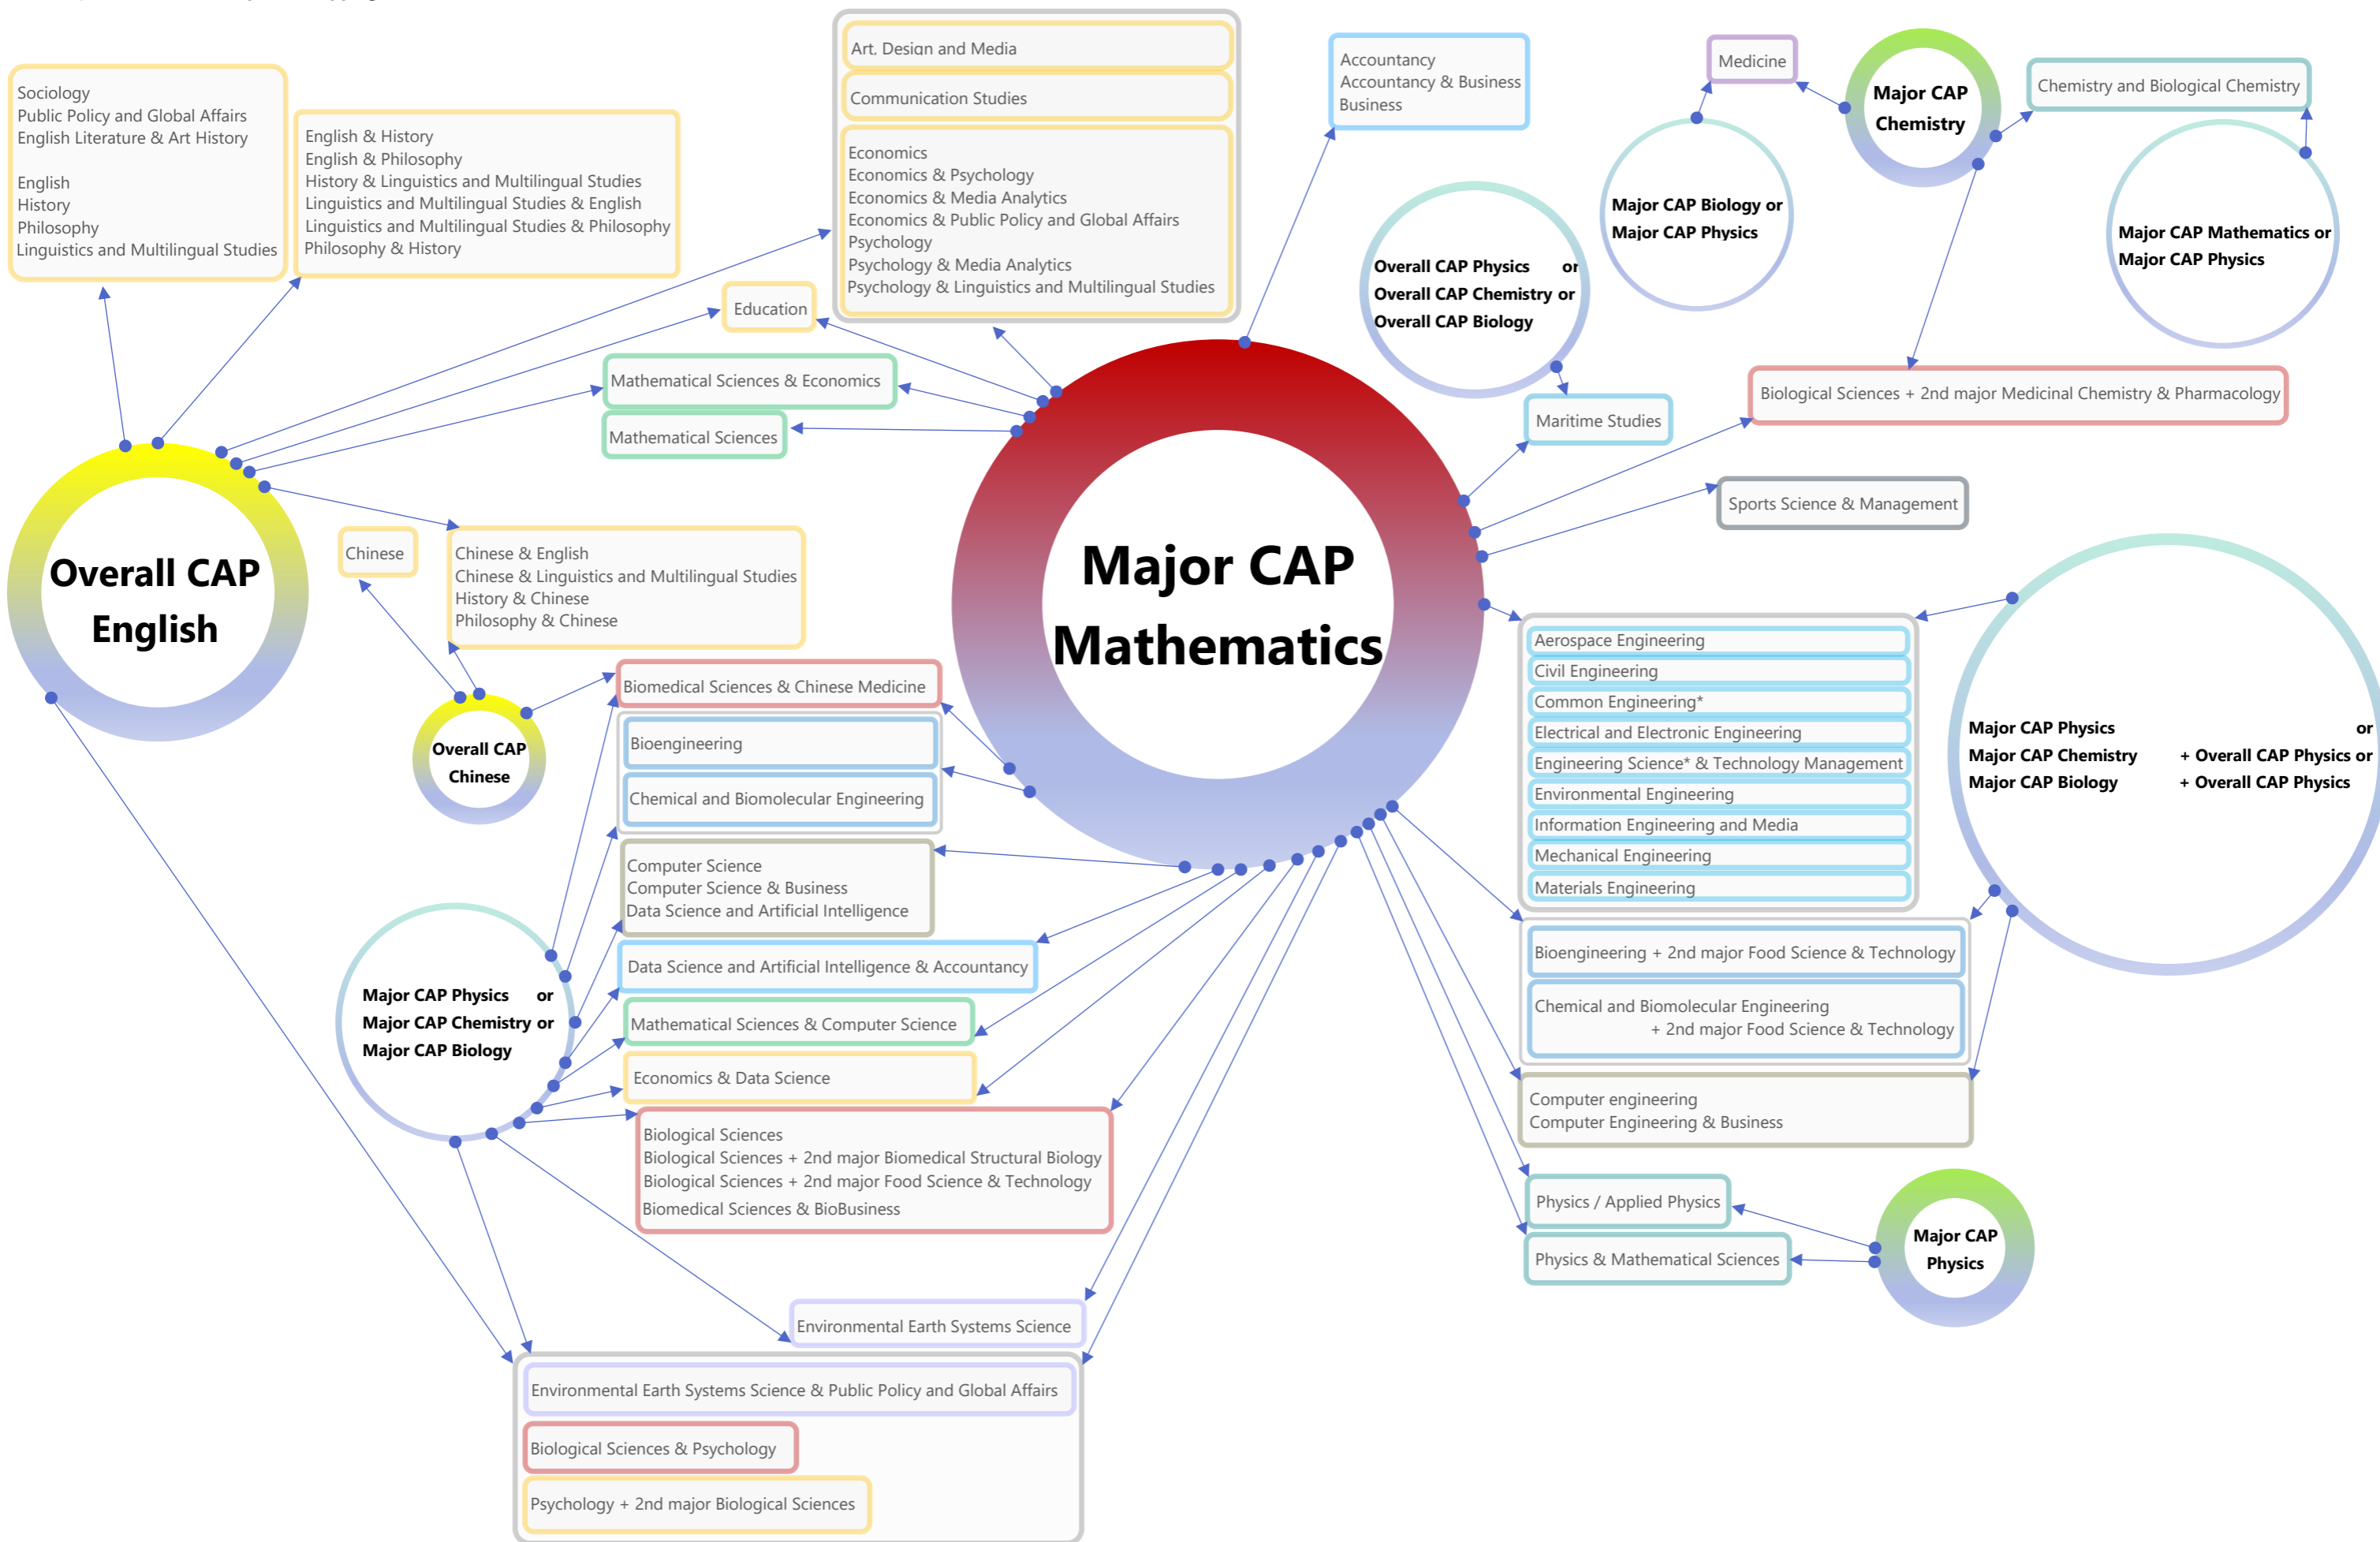 Sociology
Public Policy and Global Affairs
English Literature & Art History
English
History
Philosophy
Linguistics and Multilingual Studies
English & History
English & Philosophy
History & Linguistics and Multilingual Studies
Linguistics and Multilingual Studies & English
Linguistics and Multilingual Studies & Philosophy
Philosophy & History
Art, Design and Media
Communication Studies
Economics
Economics & Psychology
Economics & Media Analytics
Economics & Public Policy and Global Affairs
Psychology
Psychology & Media Analytics
Psychology & Linguistics and Multilingual Studies
Accountancy
Accountancy & Business
Business
Medicine
Major CAP
Chemistry
Chemistry and Biological Chemistry
Major CAP Biology or
Major CAP Physics
Major CAP Mathematics or
Major CAP Physics
Overall CAP Physics or
Overall CAP Chemistry or
Overall CAP Biology
Education
Mathematical Sciences & Economics
Mathematical Sciences
Maritime Studies
Biological Sciences + 2nd major Medicinal Chemistry & Pharmacology
Sports Science & Management
Overall CAP
English
Chinese
Chinese & English
Chinese & Linguistics and Multilingual Studies
History & Chinese
Philosophy & Chinese
Major CAP
Mathematics
Overall CAP
Chinese
Biomedical Sciences & Chinese Medicine
Bioengineering
Chemical and Biomolecular Engineering
Computer Science
Computer Science & Business
Data Science and Artificial Intelligence
Data Science and Artificial Intelligence & Accountancy
Mathematical Sciences & Computer Science
Economics & Data Science
Major CAP Physics or
Major CAP Chemistry or
Major CAP Biology
Biological Sciences
Biological Sciences + 2nd major Biomedical Structural Biology
Biological Sciences + 2nd major Food Science & Technology
Biomedical Sciences & BioBusiness
Environmental Earth Systems Science
Environmental Earth Systems Science & Public Policy and Global Affairs
Biological Sciences & Psychology
Psychology + 2nd major Biological Sciences
Aerospace Engineering
Civil Engineering
Common Engineering*
Electrical and Electronic Engineering
Engineering Science* & Technology Management
Environmental Engineering
Information Engineering and Media
Mechanical Engineering
Materials Engineering
Major CAP Physics or
Major CAP Chemistry + Overall CAP Physics or
Major CAP Biology + Overall CAP Physics
Bioengineering + 2nd major Food Science & Technology
Chemical and Biomolecular Engineering
+ 2nd major Food Science & Technology
Computer engineering
Computer Engineering & Business
Physics / Applied Physics
Physics & Mathematical Sciences
Major CAP
Physics